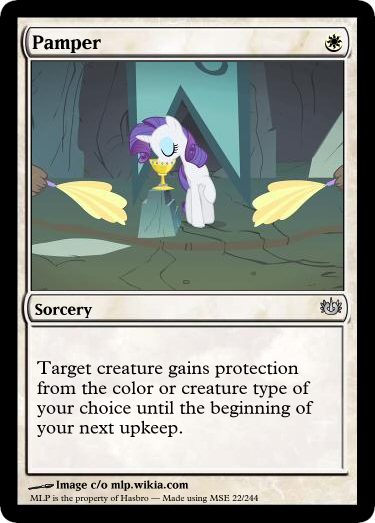 Pamper
Sorcery
Target creature gains protection
from the color or creature type of
your choice until the beginning of
your next upkeep.
Image c/o mlp.wikia.com
MLP is the property of Hasbro — Made using MSE 22/244